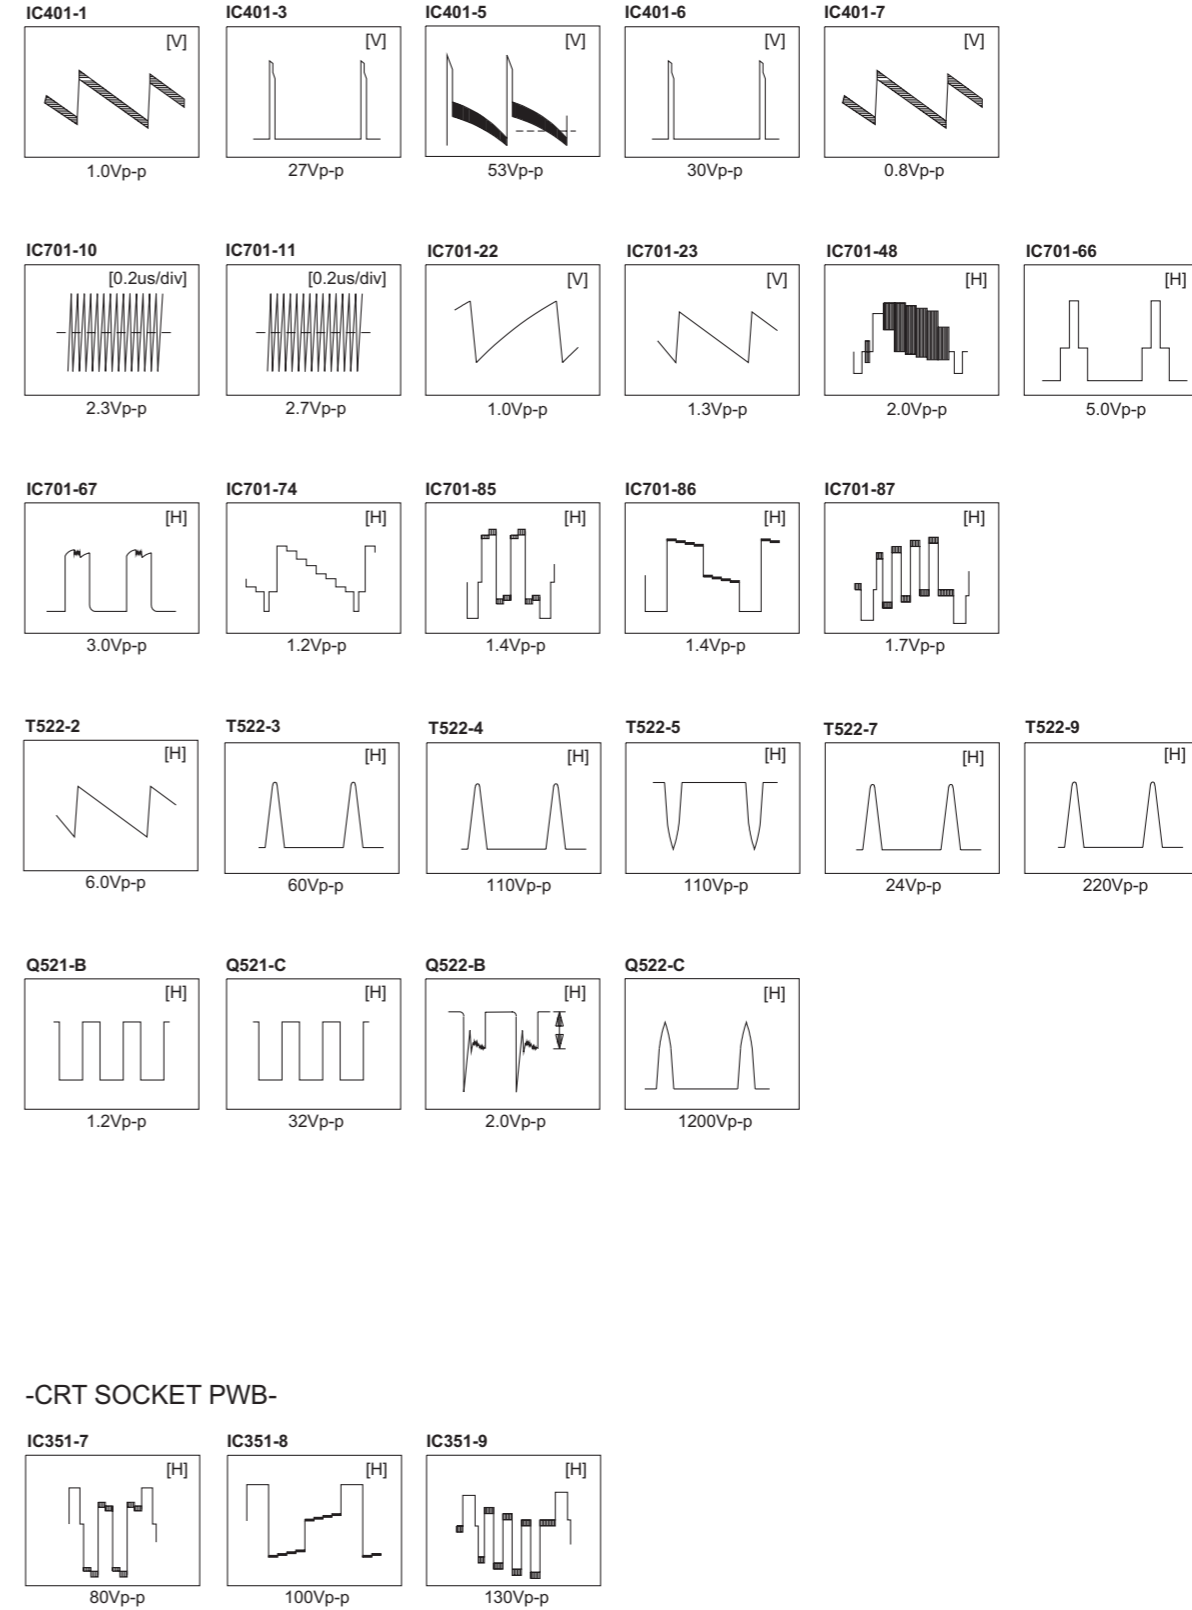 IC401-1 IC401-3 IC401-5 IC401-6 IC401-7
[V] [V] [V] [V] [V]
1.0Vp-p 27Vp-p 53Vp-p 30Vp-p 0.8Vp-p
IC701-10 IC701-11 IC701-22 IC701-23 IC701-48 IC701-66
[0.2us/div] [0.2us/div] [V] [V] [H] [H]
2.3Vp-p 2.7Vp-p 1.0Vp-p 1.3Vp-p 2.0Vp-p 5.0Vp-p
IC701-67 IC701-74 IC701-85 IC701-86 IC701-87
[H] [H] [H] [H] [H]
3.0Vp-p 1.2Vp-p 1.4Vp-p 1.4Vp-p 1.7Vp-p
T522-2 T522-3 T522-4 T522-5 T522-7 T522-9
[H] [H] [H] [H] [H] [H]
6.0Vp-p 60Vp-p 110Vp-p 110Vp-p 24Vp-p 220Vp-p
Q521-B Q521-C Q522-B Q522-C
[H] [H] [H] [H]
1.2Vp-p 32Vp-p 2.0Vp-p 1200Vp-p
-CRT SOCKET PWB-
IC351-7 IC351-8 IC351-9
[H] [H] [H]
80Vp-p 100Vp-p 130Vp-p